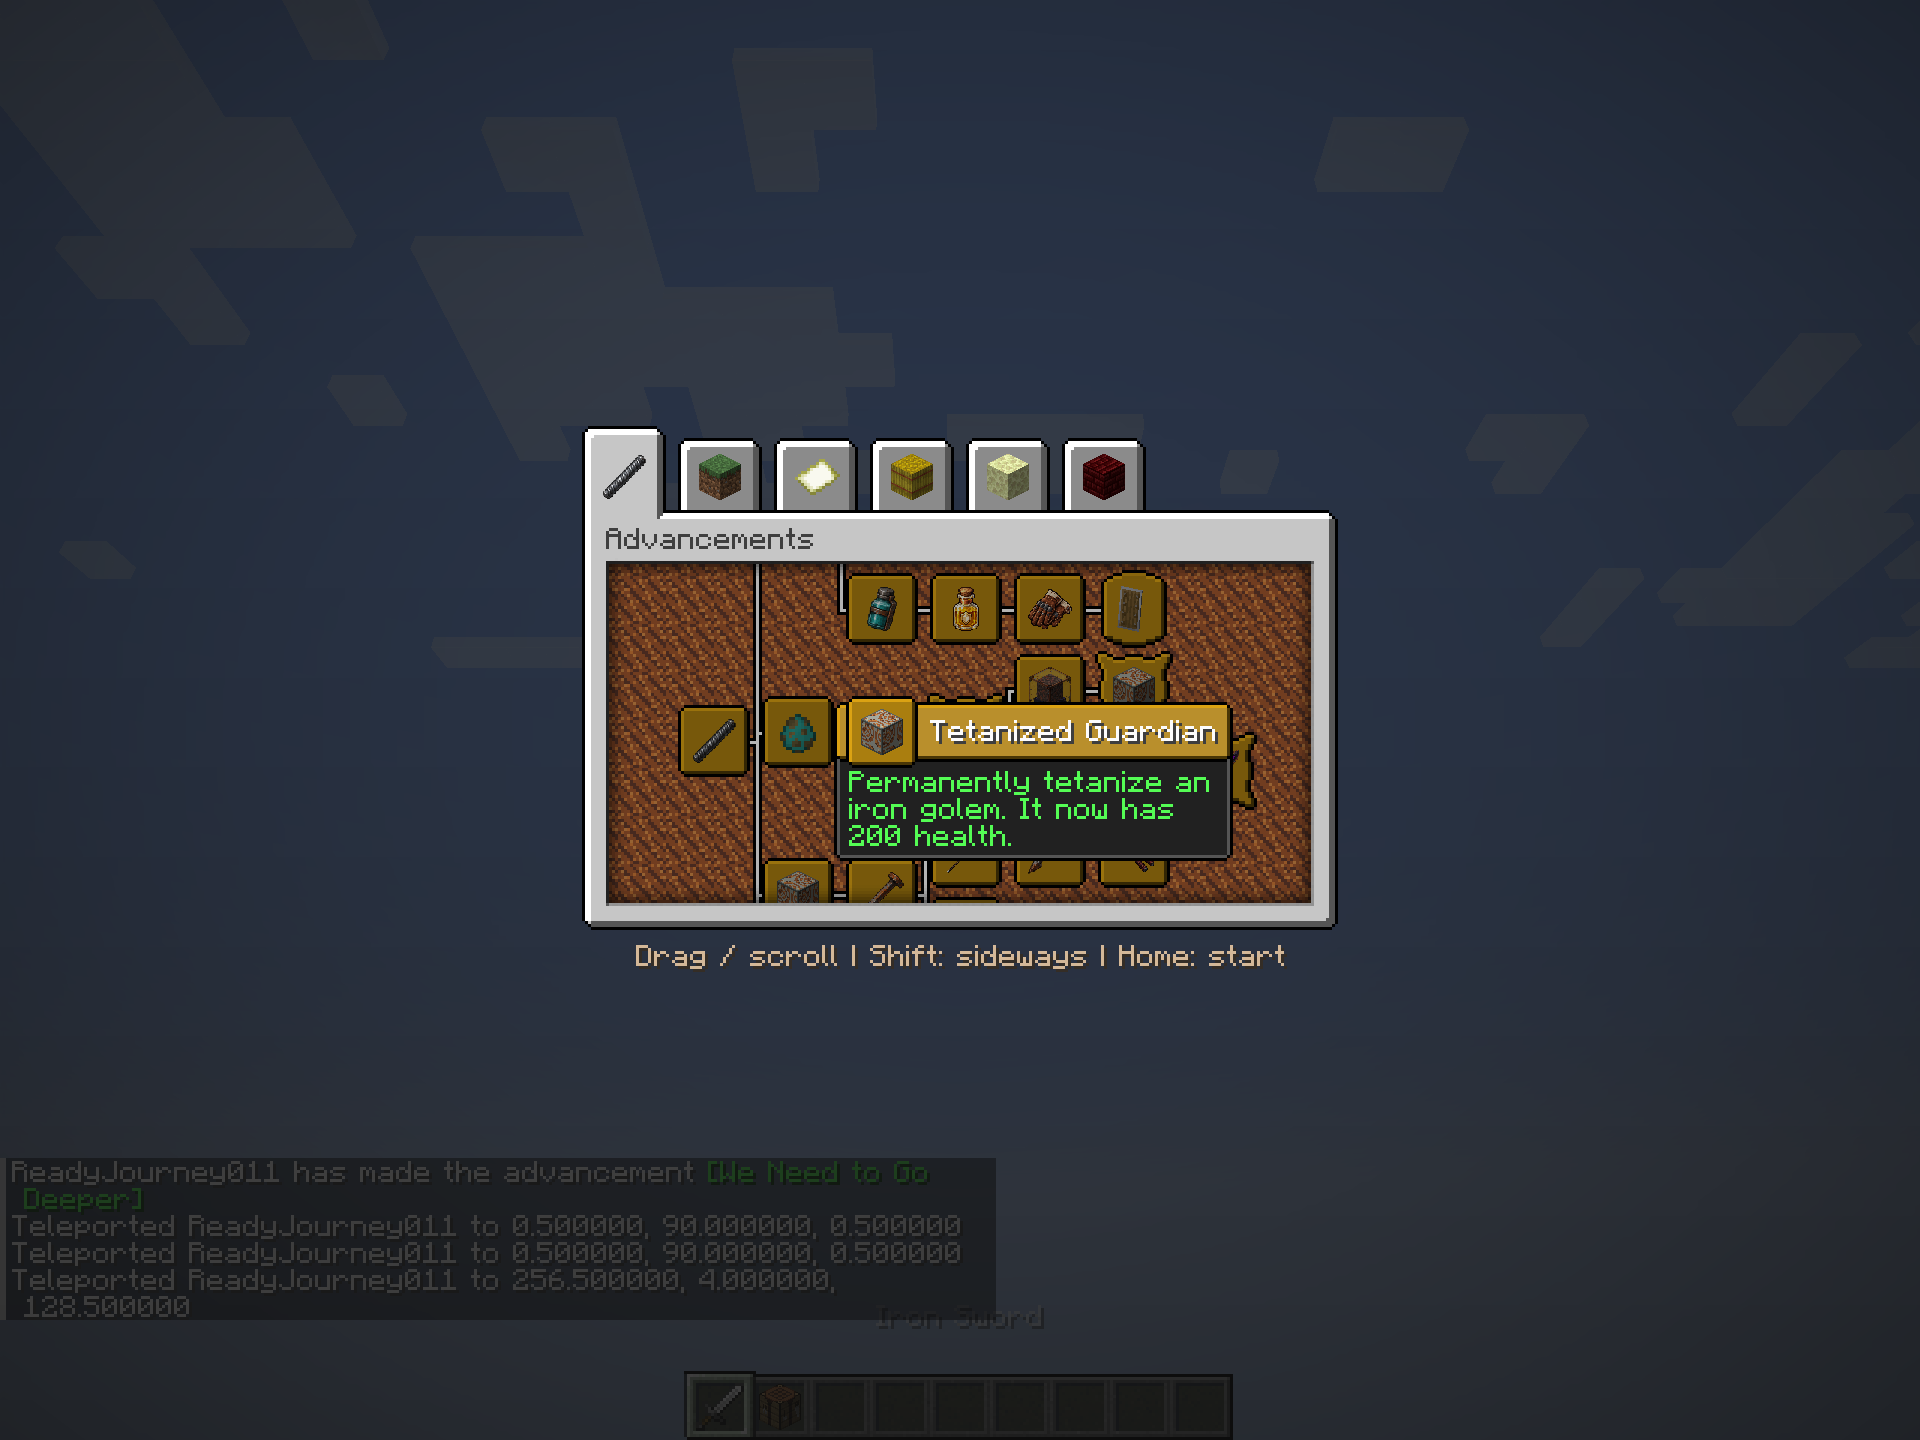 Advancements
Tetanized Guardian
Permanently tetanize an
iron golem. It now has
200 health.
Drag / scroll | Shift: sideways | Home: start
ReadyJourney011 has made the advancement [We Need to Go
Deeper]
Teleported ReadyJourney011 to 0.500000, 90.000000, 0.500000
Teleported ReadyJourney011 to 0.500000, 90.000000, 0.500000
Teleported ReadyJourney011 to 256.500000, 4.000000,
128.500000
Iron Sword